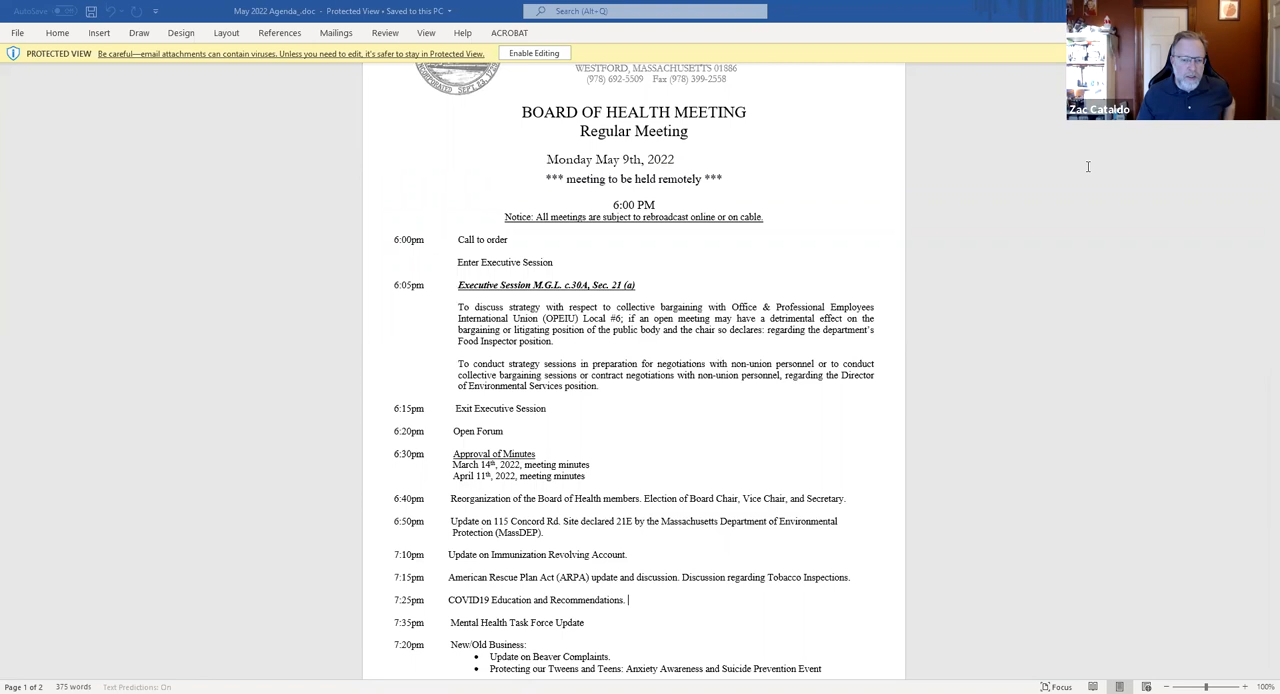 AutoSave Off May 2022 Agenda_.doc - Protected View • Saved to this PC Search (Alt+Q)
File Home Insert Draw Design Layout References Mailings Review View Help ACROBAT
PROTECTED VIEW Be careful—email attachments can contain viruses. Unless you need to edit, it's safer to stay in Protected View. Enable Editing
Zac Cataldo
WESTFORD, MASSACHUSETTS 01886
(978) 692-5509 Fax (978) 399-2558
BOARD OF HEALTH MEETING
Regular Meeting
Monday May 9th, 2022
*** meeting to be held remotely ***
6:00 PM
Notice: All meetings are subject to rebroadcast online or on cable.
6:00pm Call to order
Enter Executive Session
6:05pm Executive Session M.G.L. c.30A, Sec. 21 (a)
To discuss strategy with respect to collective bargaining with Office & Professional Employees
International Union (OPEIU) Local #6; if an open meeting may have a detrimental effect on the
bargaining or litigating position of the public body and the chair so declares: regarding the department's
Food Inspector position.
To conduct strategy sessions in preparation for negotiations with non-union personnel or to conduct
collective bargaining sessions or contract negotiations with non-union personnel, regarding the Director
of Environmental Services position.
6:15pm Exit Executive Session
6:20pm Open Forum
6:30pm Approval of Minutes
March 14th, 2022, meeting minutes
April 11th, 2022, meeting minutes
6:40pm Reorganization of the Board of Health members. Election of Board Chair, Vice Chair, and Secretary.
6:50pm Update on 115 Concord Rd. Site declared 21E by the Massachusetts Department of Environmental
Protection (MassDEP).
7:10pm Update on Immunization Revolving Account.
7:15pm American Rescue Plan Act (ARPA) update and discussion. Discussion regarding Tobacco Inspections.
7:25pm COVID19 Education and Recommendations.
7:35pm Mental Health Task Force Update
7:20pm New/Old Business:
• Update on Beaver Complaints.
• Protecting our Tweens and Teens: Anxiety Awareness and Suicide Prevention Event
Page 1 of 2 375 words Text Predictions: On Focus 100%